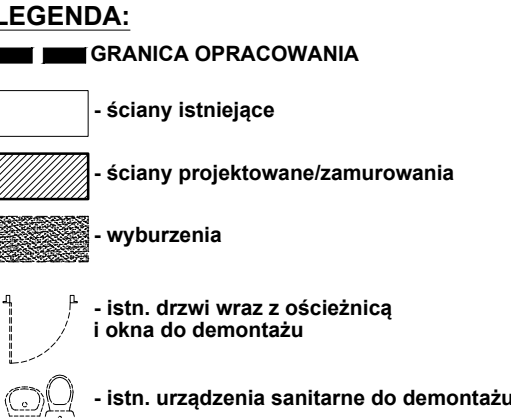 LEGENDA:
GRANICA OPRACOWANIA
- ściany istniejące
- ściany projektowane/zamurowania
- wyburzenia
- istn. drzwi wraz z ościeżnicą
i okna do demontażu
- istn. urządzenia sanitarne do demontażu